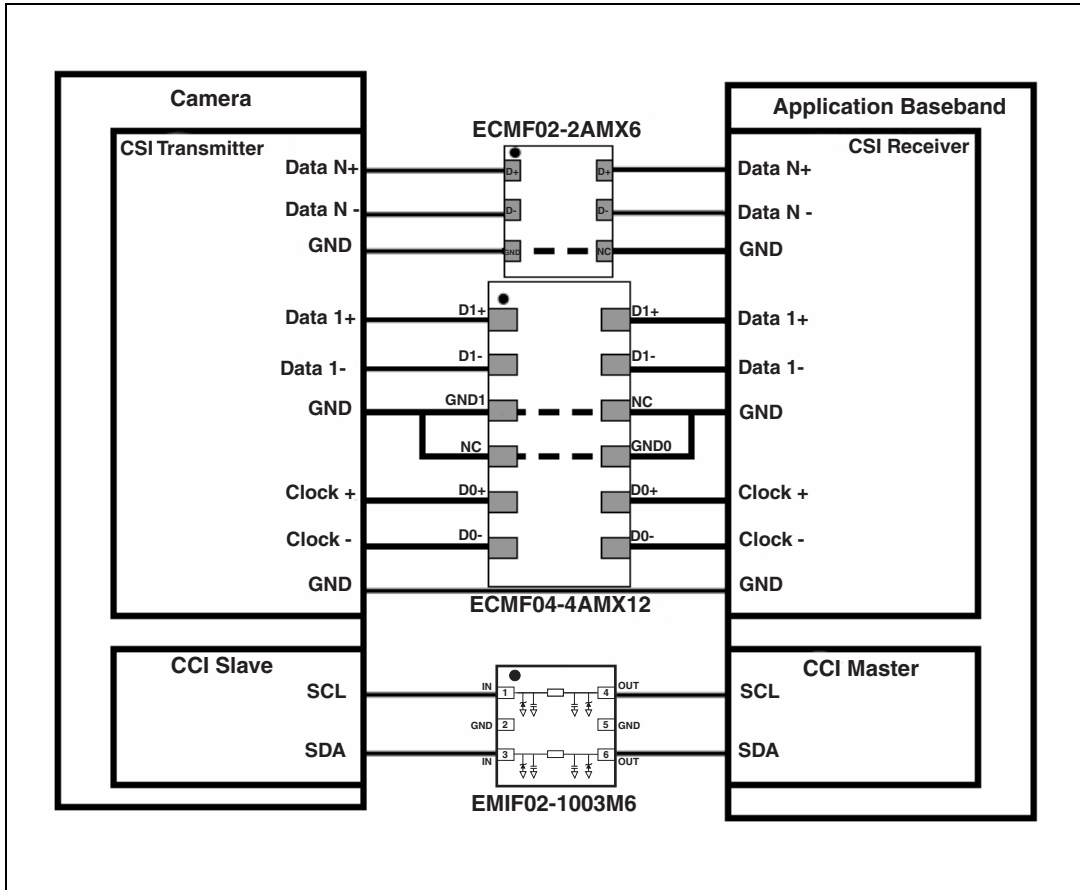 Camera
CSI Transmitter
Data N+
Data N -
GND
Data 1+
Data 1-
GND
Clock +
Clock -
GND
CCI Slave
SCL
SDA
ECMF02-2AMX6
D+ D+
D- D-
GND NC
D1+ D1+
D1- D1-
GND1 NC
NC GND0
D0+ D0+
D0- D0-
ECMF04-4AMX12
IN 1 4 OUT
GND 2 5 GND
3 6
IN OUT
EMIF02-1003M6
Application Baseband
CSI Receiver
Data N+
Data N -
GND
Data 1+
Data 1-
GND
Clock +
Clock -
GND
CCI Master
SCL
SDA